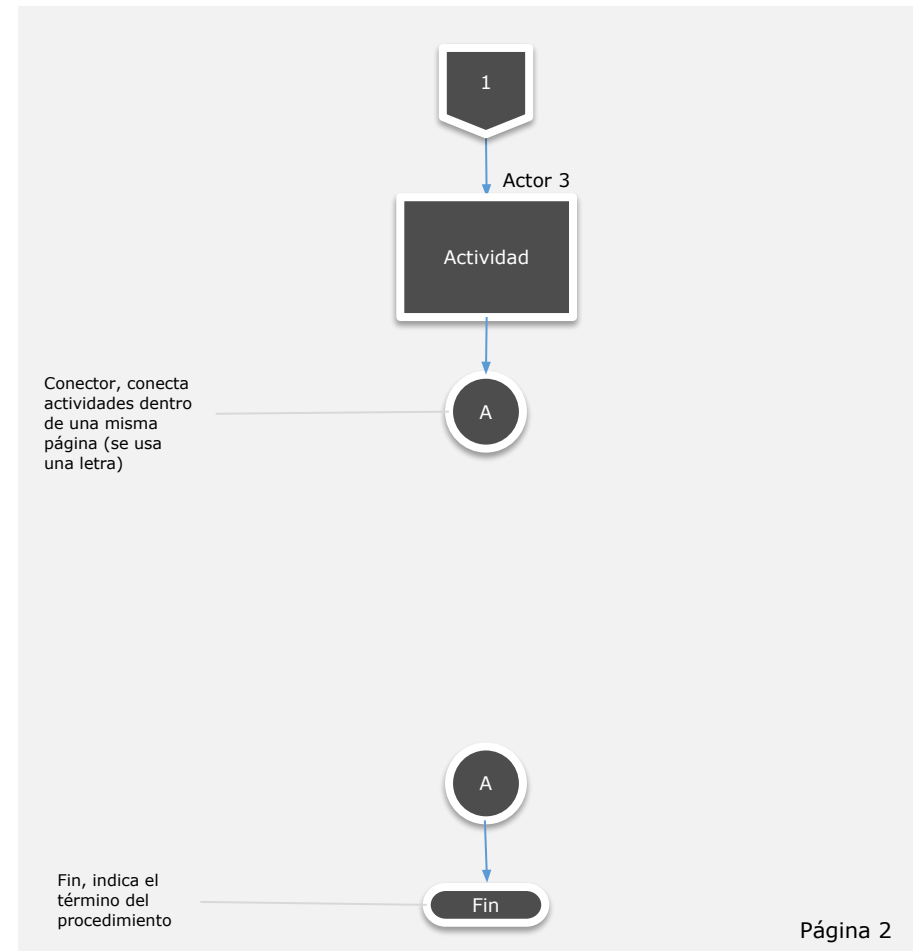 1
Actor 3
Actividad
Conector, conecta
actividades dentro
de una misma
página (se usa
una letra)
A
A
Fin, indica el
término del
procedimiento
Fin
Página 2